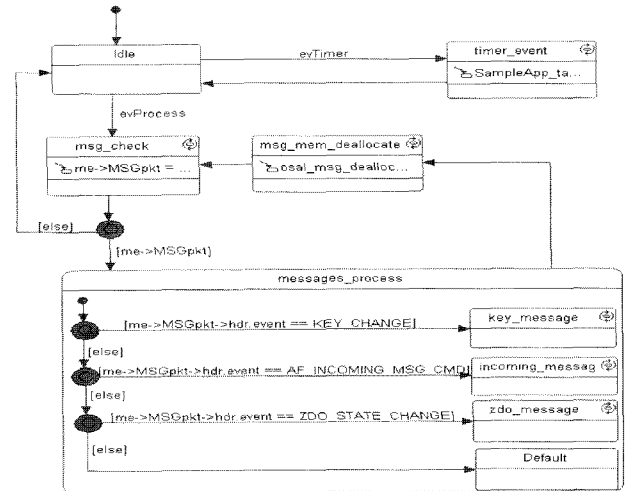 Idle
evTimer
timer_event
SampleApp_ta...
evProcess
msg_check
me->MSGpkt = ...
msg_mem_deallocate
osal_msg_dealloc...
[else]
[me->MSGpkt]
messages_process
[me->MSGpkt->hdr.event == KEY_CHANGE]
key_message
[else]
[me->MSGpkt->hdr.event == AF_INCOMING_MSG_CMD]
incoming_messag
[else]
[me->MSGpkt->hdr.event == ZDO_STATE_CHANGE]
zdo_message
[else]
Default